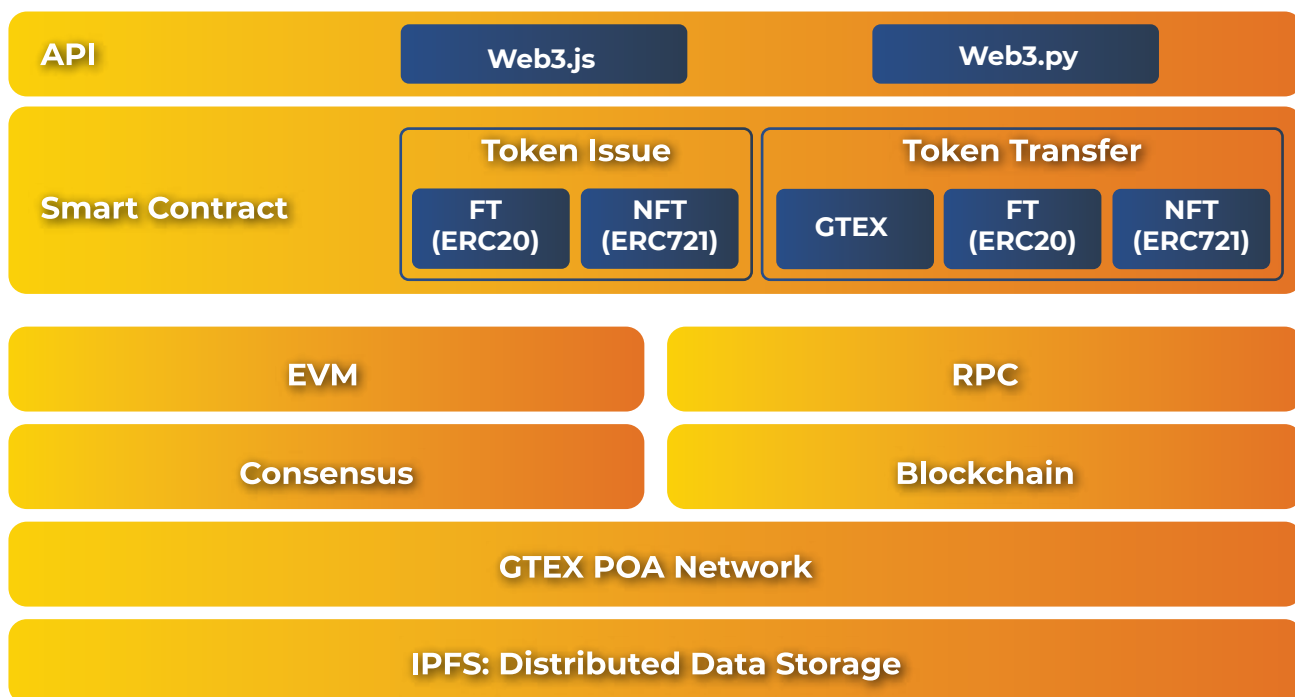 API
Web3.js
Web3.py
Smart Contract
Token Issue
FT
(ERC20)
NFT
(ERC721)
Token Transfer
GTEX
FT
(ERC20)
NFT
(ERC721)
EVM
RPC
Consensus
Blockchain
GTEX POA Network
IPFS: Distributed Data Storage